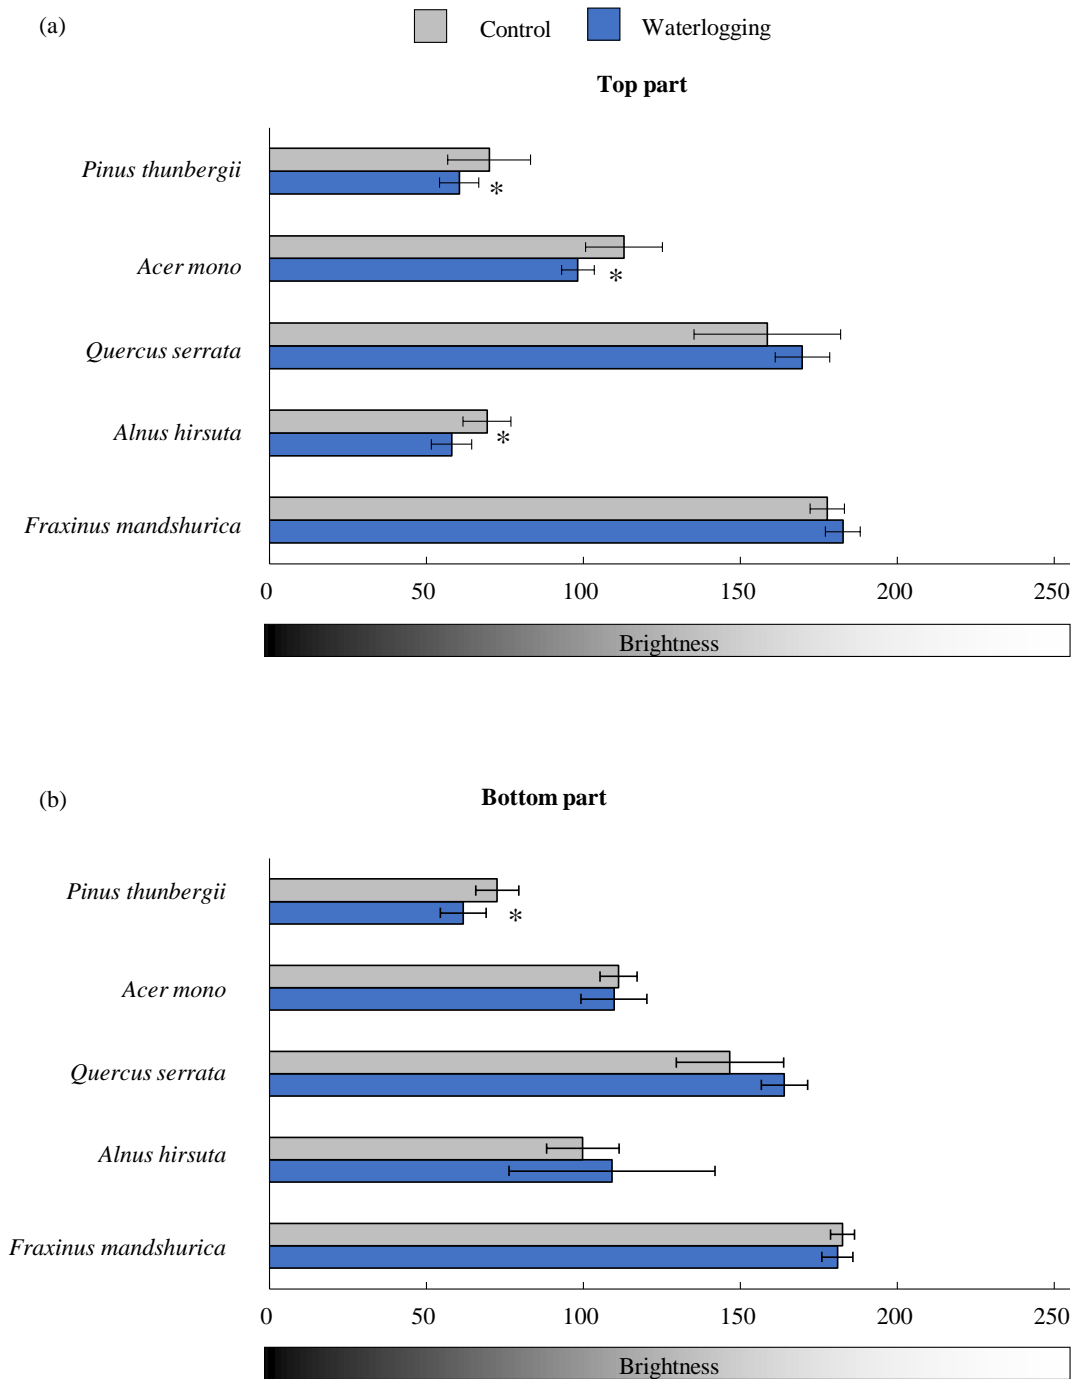 (a)
Control Waterlogging
Top part
Pinus thunbergii
*
Acer mono
*
Quercus serrata
Alnus hirsuta
*
Fraxinus mandshurica
0 50 100 150 200 250
Brightness
(b)
Bottom part
Pinus thunbergii
*
Acer mono
Quercus serrata
Alnus hirsuta
Fraxinus mandshurica
0 50 100 150 200 250
Brightness